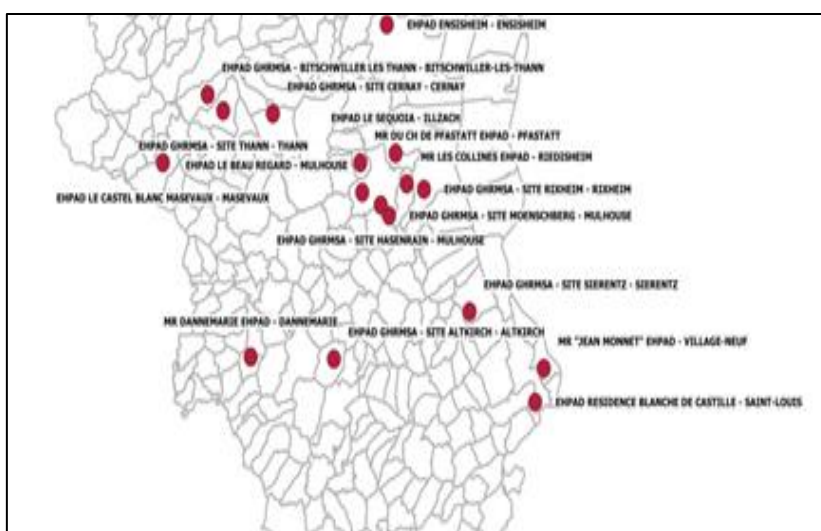 EHPAD ENSISHEIM - ENSISHEIM
EHPAD GHRMSA - BITSCHWILLER LES THANN - BITSCHWILLER-LES-THANN
EHPAD GHRMSA - SITE CERNAY - CERNAY
EHPAD LE SEQUOIA - ILLZACH
MR DU CH DE PFASTATT EHPAD - PFASTATT
EHPAD GHRMSA - SITE THANN - THANN
MR LES COLLINES EHPAD - RIEDISHEIM
EHPAD LE BEAU REGARD - MULHOUSE
EHPAD GHRMSA - SITE RIXHEIM - RIXHEIM
EHPAD LE CASTEL BLANC MASEVAUX - MASEVAUX
EHPAD GHRMSA - SITE MOENSCHBERG - MULHOUSE
EHPAD GHRMSA - SITE HASENRAIN - MULHOUSE
EHPAD GHRMSA - SITE SIERENTZ - SIERENTZ
MR DANNEMARIE EHPAD - DANNEMARIE
EHPAD GHRMSA - SITE ALTKIRCH - ALTKIRCH
MR "JEAN MONNET" EHPAD - VILLAGE-NEUF
EHPAD RESIDENCE BLANCHE DE CASTILLE - SAINT-LOUIS